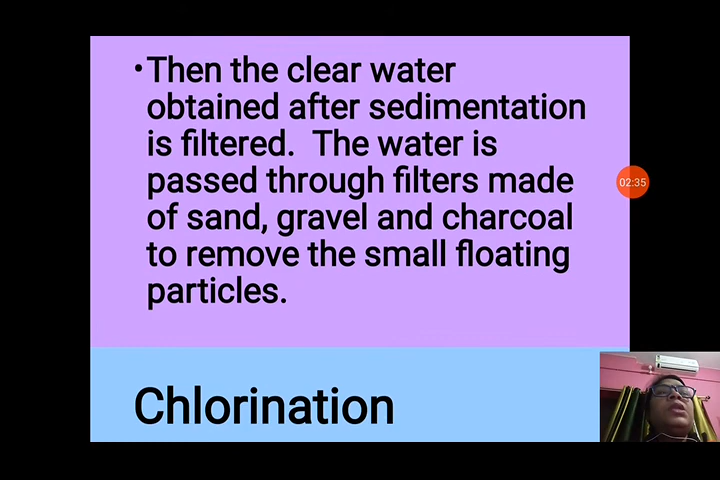 •Then the clear water
obtained after sedimentation
is filtered.  The water is
passed through filters made
of sand, gravel and charcoal
to remove the small floating
particles.
02:35
Chlorination